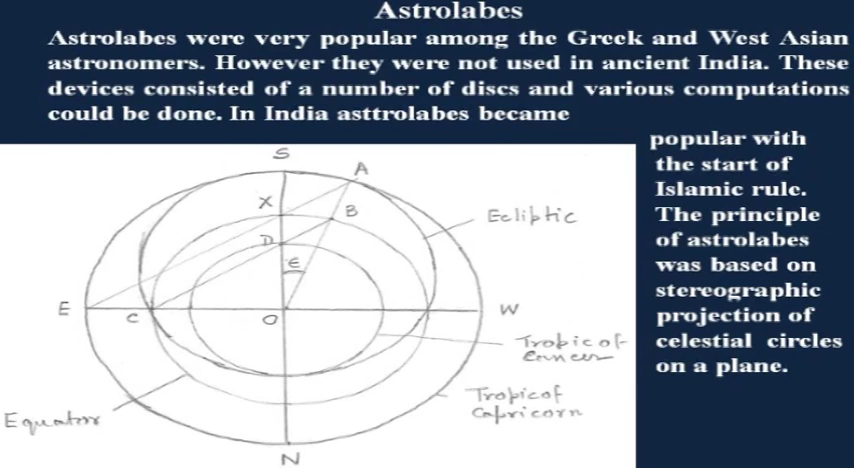 Astrolabes
Astrolabes were very popular among the Greek and West Asian
astronomers. However they were not used in ancient India. These
devices consisted of a number of discs and various computations
could be done. In India asttrolabes became
popular with
the start of
Islamic rule.
The principle
of astrolabes
was based on
stereographic
projection of
celestial circles
on a plane.
S
A
X
B
Ecliptic
D
ε
E
C
O
W
Tropic of
Cancer
Tropic of
Capricorn
Equator
N